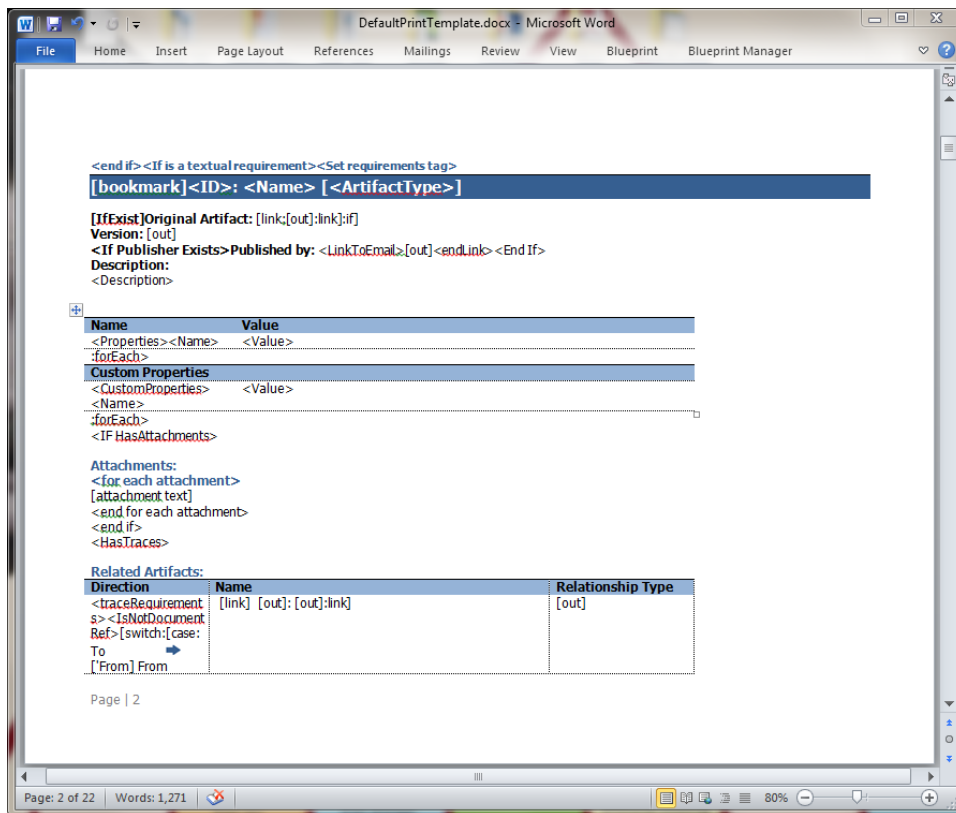 DefaultPrintTemplate.docx - Microsoft Word
File Home Insert Page Layout References Mailings Review View Blueprint Blueprint Manager
<end if><If is a textual requirement><Set requirements tag>
[bookmark]<ID>: <Name> [<ArtifactType>]
[IfExist]Original Artifact: [link;[out]:link]:if]
Version: [out]
<If Publisher Exists>Published by: <LinkToEmail>[out]<endLink><End If>
Description:
<Description>
Name Value
<Properties><Name> <Value>
:forEach>
Custom Properties
<CustomProperties> <Value>
<Name>
:forEach>
<IF HasAttachments>
Attachments:
<for each attachment>
[attachment text]
<end for each attachment>
<end if>
<HasTraces>
Related Artifacts:
Direction Name Relationship Type
<traceRequirement [link] [out]: [out]:link] [out]
s><IsNotDocument
Ref>[switch:[case:
To
['From] From
Page | 2
Page: 2 of 22 Words: 1,271 80%